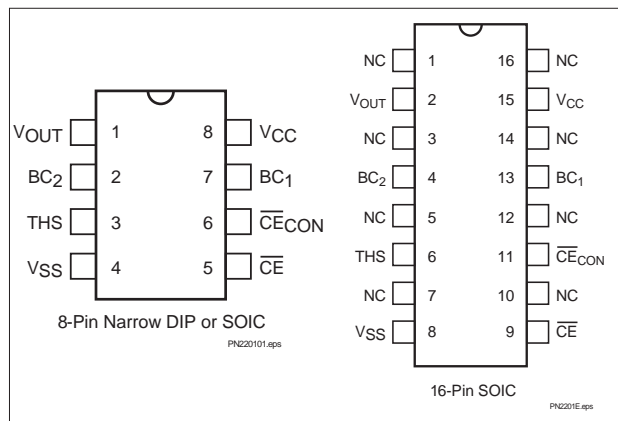 VOUT 1 8 VCC
BC2 2 7 BC1
THS 3 6 CECON
VSS 4 5 CE
8-Pin Narrow DIP or SOIC
PN220101.eps
NC 1 16 NC
VOUT 2 15 VCC
NC 3 14 NC
BC2 4 13 BC1
NC 5 12 NC
THS 6 11 CECON
NC 7 10 NC
VSS 8 9 CE
16-Pin SOIC
PN2201E.eps